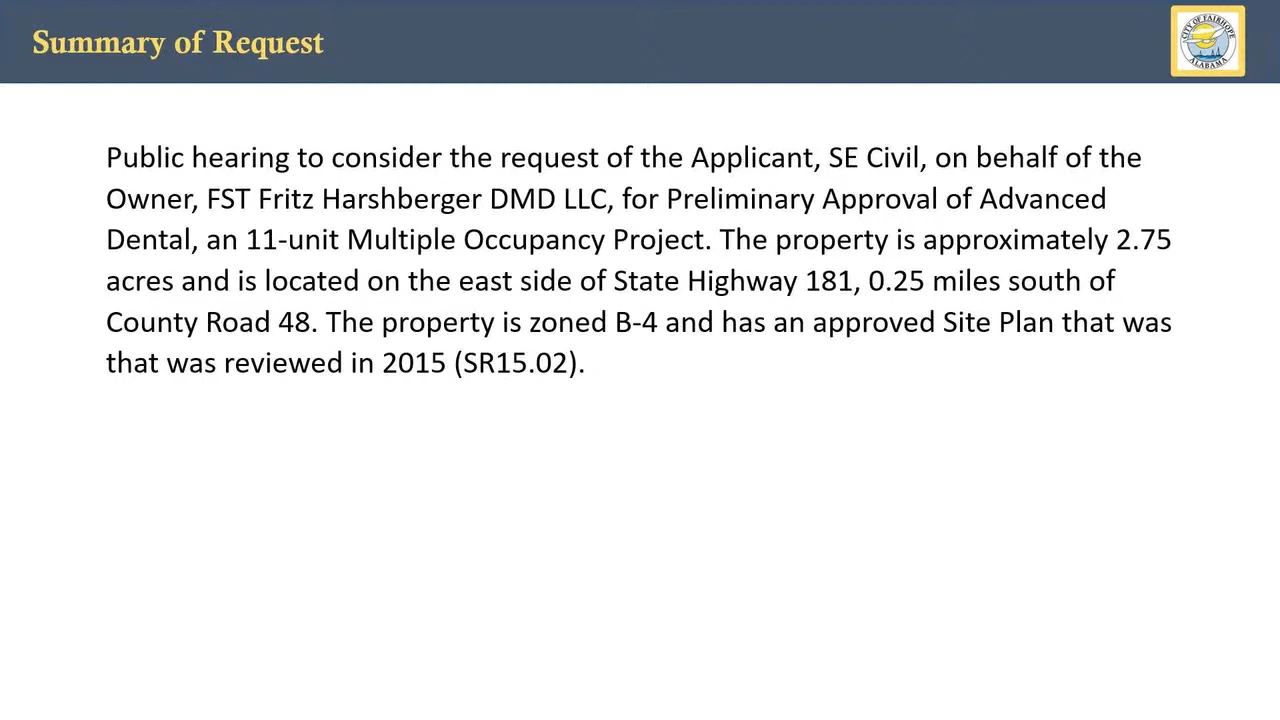 Summary of Request
CITY OF FAIRHOPE
ALABAMA
Public hearing to consider the request of the Applicant, SE Civil, on behalf of the
Owner, FST Fritz Harshberger DMD LLC, for Preliminary Approval of Advanced
Dental, an 11-unit Multiple Occupancy Project. The property is approximately 2.75
acres and is located on the east side of State Highway 181, 0.25 miles south of
County Road 48. The property is zoned B-4 and has an approved Site Plan that was
that was reviewed in 2015 (SR15.02).